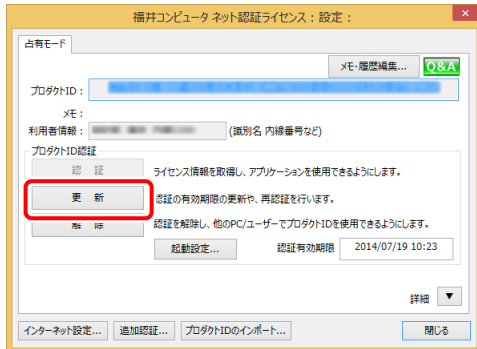 福井コンピュータ ネット認証ライセンス：設定：
占有モード
メモ・履歴編集... Q&A
プロダクトID：
メモ：
利用者情報： (識別名 内線番号など)
プロダクトID認証
認 証 ライセンス情報を取得し、アプリケーションを使用できるようにします。
更 新 認証の有効期限の更新や、再認証を行います。
解 除 認証を解除し、他のPC/ユーザーでプロダクトIDを使用できるようにします。
起動設定... 認証有効期限 2014/07/19 10:23
詳細 ▼
インターネット設定... 追加認証... プロダクトIDのインポート... 閉じる